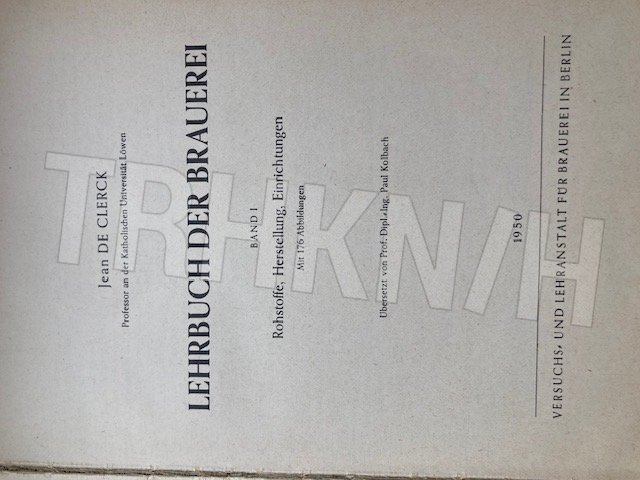 Jean DE CLERCK
Professor an der Katholischen Universität Löwen
LEHRBUCH DER BRAUEREI
BAND I
Rohstoffe, Herstellung, Einrichtungen
Mit 176 Abbildungen
Übersetzt von Prof. Dipl.-Ing. Paul Kolbach
1950
VERSUCHS- UND LEHRANSTALT FÜR BRAUEREI IN BERLIN
TRHKN/H